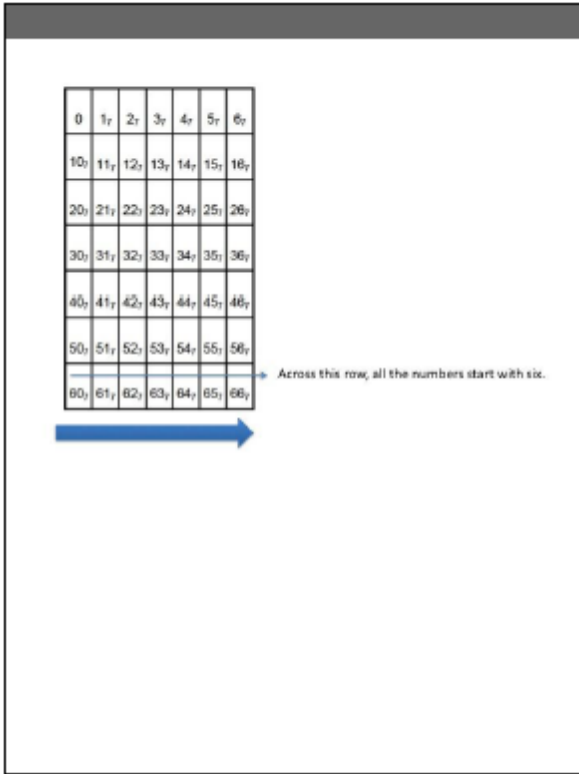 0 1₇ 2₇ 3₇ 4₇ 5₇ 6₇
10₇ 11₇ 12₇ 13₇ 14₇ 15₇ 16₇
20₇ 21₇ 22₇ 23₇ 24₇ 25₇ 26₇
30₇ 31₇ 32₇ 33₇ 34₇ 35₇ 36₇
40₇ 41₇ 42₇ 43₇ 44₇ 45₇ 46₇
50₇ 51₇ 52₇ 53₇ 54₇ 55₇ 56₇
Across this row, all the numbers start with six.
60₇ 61₇ 62₇ 63₇ 64₇ 65₇ 66₇